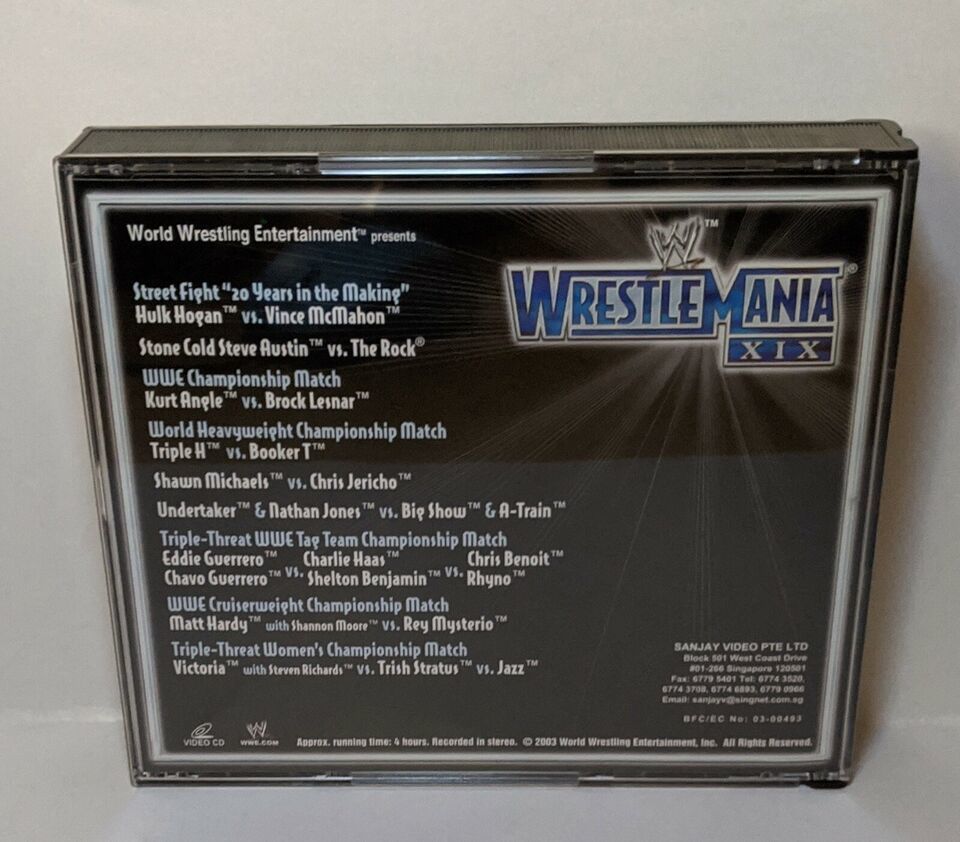 World Wrestling Entertainment™ presents
W™
WRESTLEMANIA®
XIX
Street Fight "20 Years in the Making"
Hulk Hogan™ vs. Vince McMahon™
Stone Cold Steve Austin™ vs. The Rock®
WWE Championship Match
Kurt Angle™ vs. Brock Lesnar™
World Heavyweight Championship Match
Triple H™ vs. Booker T™
Shawn Michaels™ vs. Chris Jericho™
Undertaker™ & Nathan Jones™ vs. Big Show™ & A-Train™
Triple-Threat WWE Tag Team Championship Match
Eddie Guerrero™ Charlie Haas™ Chris Benoit™
Chavo Guerrero™ vs. Shelton Benjamin™ vs. Rhyno™
WWE Cruiserweight Championship Match
Matt Hardy™ with Shannon Moore™ vs. Rey Mysterio™
Triple-Threat Women's Championship Match
Victoria™ with Steven Richards™ vs. Trish Stratus™ vs. Jazz™
SANJAY VIDEO PTE LTD
Block 501 West Coast Drive
#01-266 Singapore 120501
Fax: 6779 5401 Tel: 6774 3520,
6774 3708, 6774 6893, 6779 0966
Email: sanjayv@singnet.com.sg
BFC/EC No: 03-00493
VIDEO CD
WWE.COM
Approx. running time: 4 hours. Recorded in stereo. © 2003 World Wrestling Entertainment, Inc. All Rights Reserved.